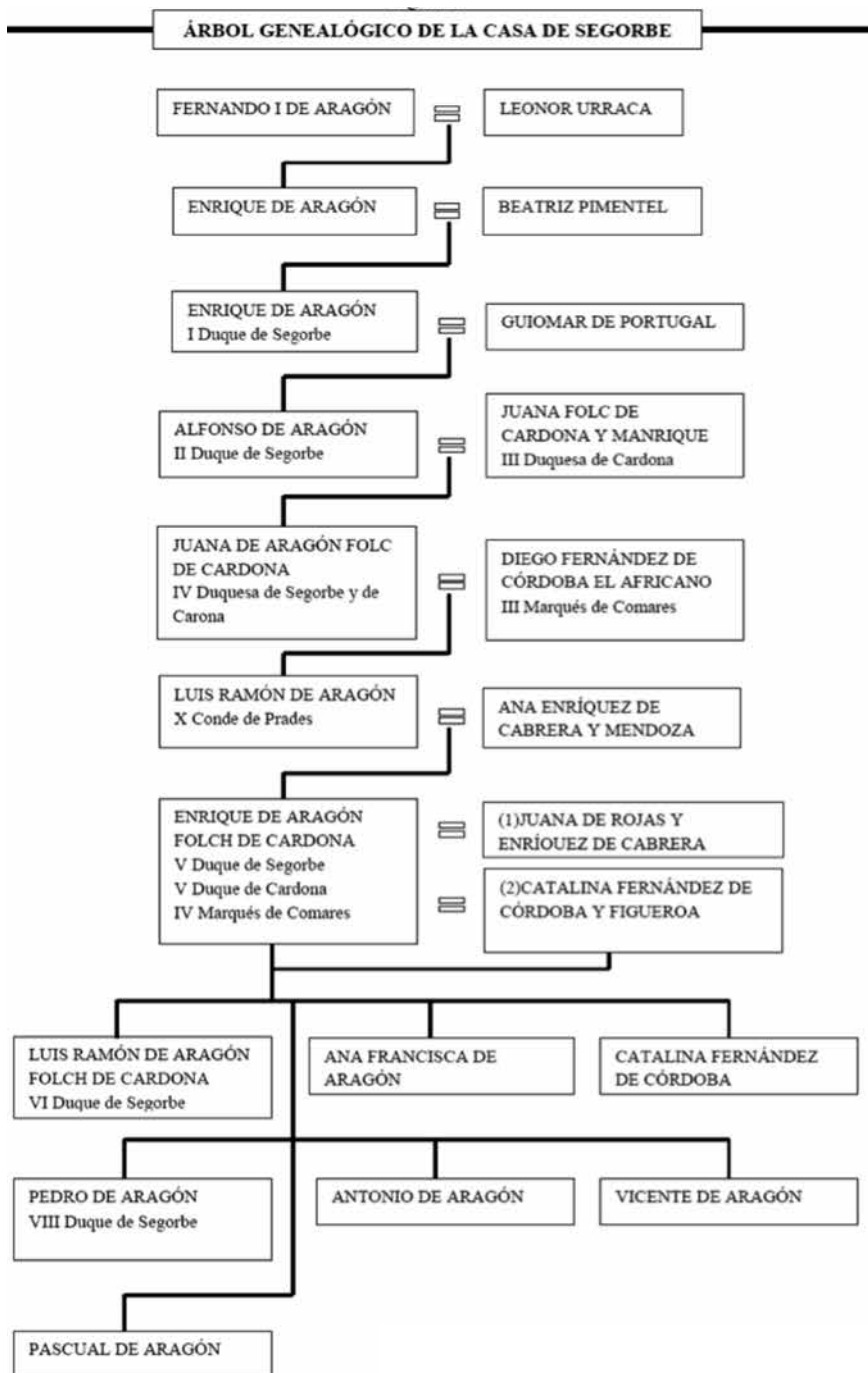 ÁRBOL GENEALÓGICO DE LA CASA DE SEGORBE
FERNANDO I DE ARAGÓN
LEONOR URRACA
ENRIQUE DE ARAGÓN
BEATRIZ PIMENTEL
ENRIQUE DE ARAGÓN
I Duque de Segorbe
GUIOMAR DE PORTUGAL
ALFONSO DE ARAGÓN
II Duque de Segorbe
JUANA FOLC DE
CARDONA Y MANRIQUE
III Duquesa de Cardona
JUANA DE ARAGÓN FOLC
DE CARDONA
IV Duquesa de Segorbe y de
Carona
DIEGO FERNÁNDEZ DE
CÓRDOBA EL AFRICANO
III Marqués de Comares
LUIS RAMÓN DE ARAGÓN
X Conde de Prades
ANA ENRÍQUEZ DE
CABRERA Y MENDOZA
ENRIQUE DE ARAGÓN
FOLCH DE CARDONA
V Duque de Segorbe
V Duque de Cardona
IV Marqués de Comares
(1)JUANA DE ROJAS Y
ENRÍQUEZ DE CABRERA
(2)CATALINA FERNÁNDEZ DE
CÓRDOBA Y FIGUEROA
LUIS RAMÓN DE ARAGÓN
FOLCH DE CARDONA
VI Duque de Segorbe
ANA FRANCISCA DE
ARAGÓN
CATALINA FERNÁNDEZ
DE CÓRDOBA
PEDRO DE ARAGÓN
VIII Duque de Segorbe
ANTONIO DE ARAGÓN
VICENTE DE ARAGÓN
PASCUAL DE ARAGÓN